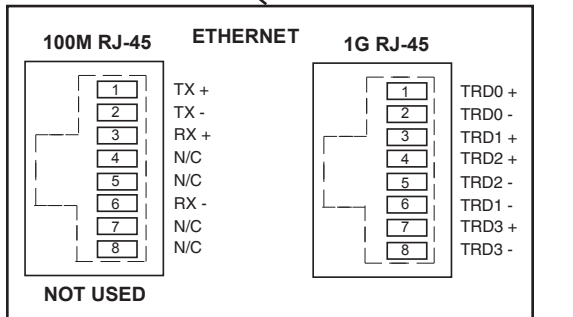 ETHERNET
100M RJ-45
1 TX +
2 TX -
3 RX +
4 N/C
5 N/C
6 RX -
7 N/C
8 N/C
NOT USED
1G RJ-45
1 TRD0 +
2 TRD0 -
3 TRD1 +
4 TRD2 +
5 TRD2 -
6 TRD1 -
7 TRD3 +
8 TRD3 -